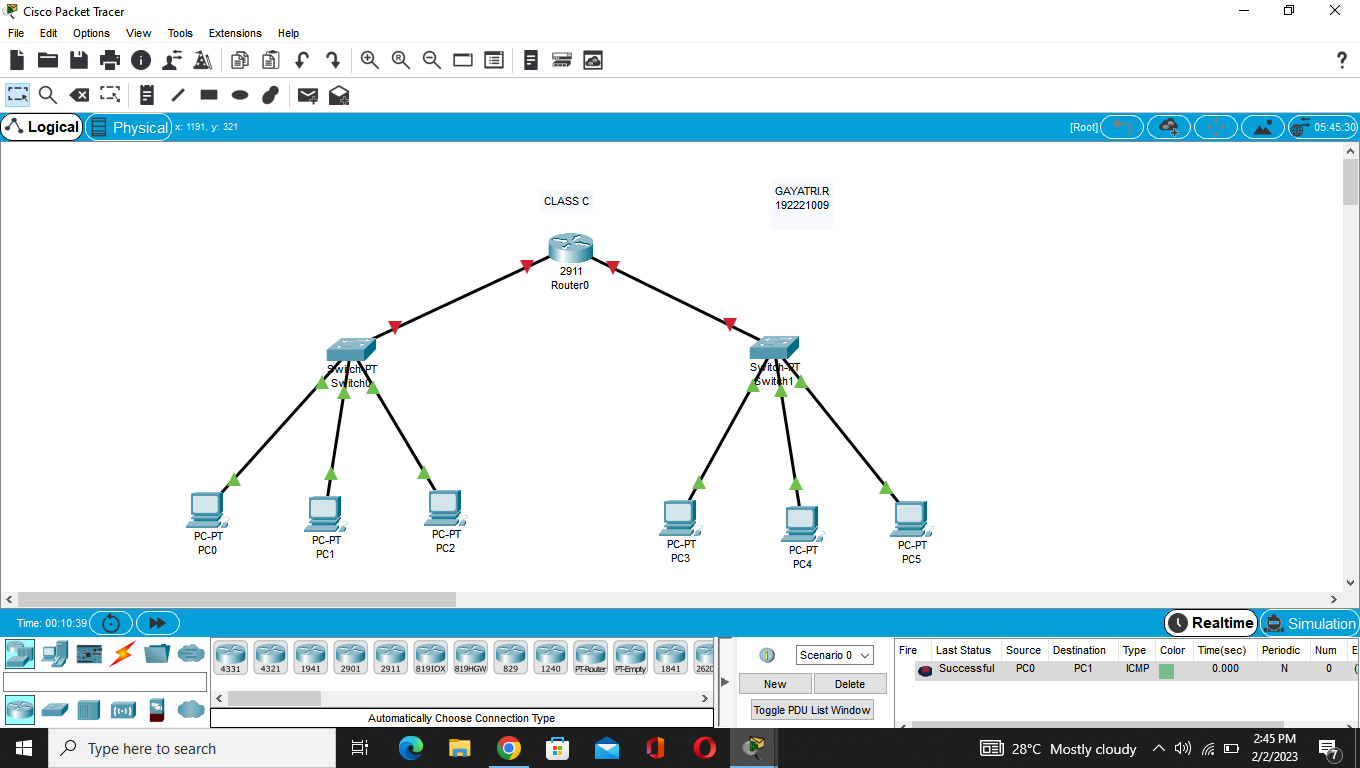 Cisco Packet Tracer
File Edit Options View Tools Extensions Help
Logical Physical x: 1191, y: 321 [Root] 05:45:30
CLASS C
GAYATRI.R
192221009
2911
Router0
Switch-PT
Switch0
Switch-PT
Switch1
PC-PT
PC0
PC-PT
PC1
PC-PT
PC2
PC-PT
PC3
PC-PT
PC4
PC-PT
PC5
Time: 00:10:39 Realtime Simulation
4331 4321 1941 2901 2911 819IOX 819HGW 829 1240 PT-Router PT-Empty 1841 2620
Automatically Choose Connection Type
Scenario 0
New Delete
Toggle PDU List Window
Fire Last Status Source Destination Type Color Time(sec) Periodic Num E
Successful PC0 PC1 ICMP 0.000 N 0 (
Type here to search
28°C Mostly cloudy
2:45 PM
2/2/2023
7